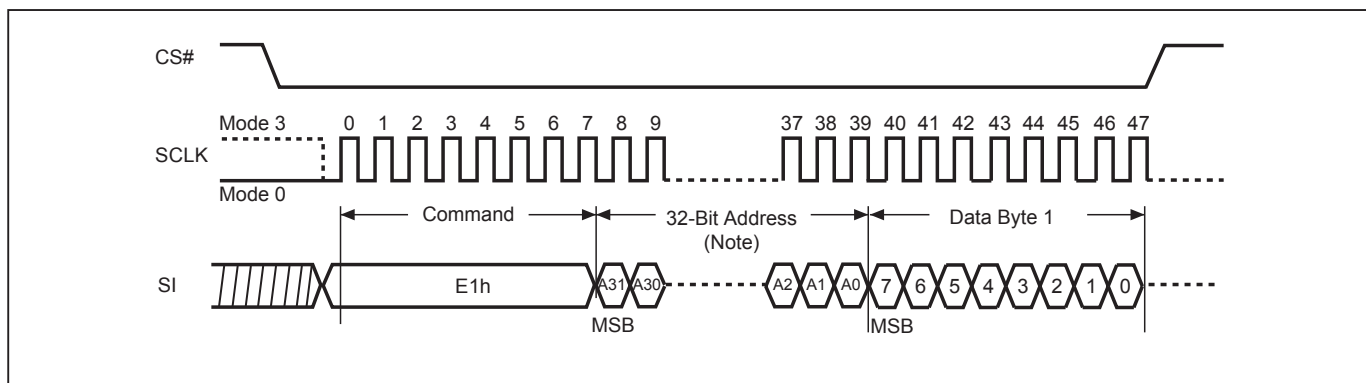 CS#
Mode 3 0 1 2 3 4 5 6 7 8 9 37 38 39 40 41 42 43 44 45 46 47
SCLK
Mode 0
Command 32-Bit Address Data Byte 1
(Note)
SI E1h A31 A30 A2 A1 A0 7 6 5 4 3 2 1 0
MSB MSB